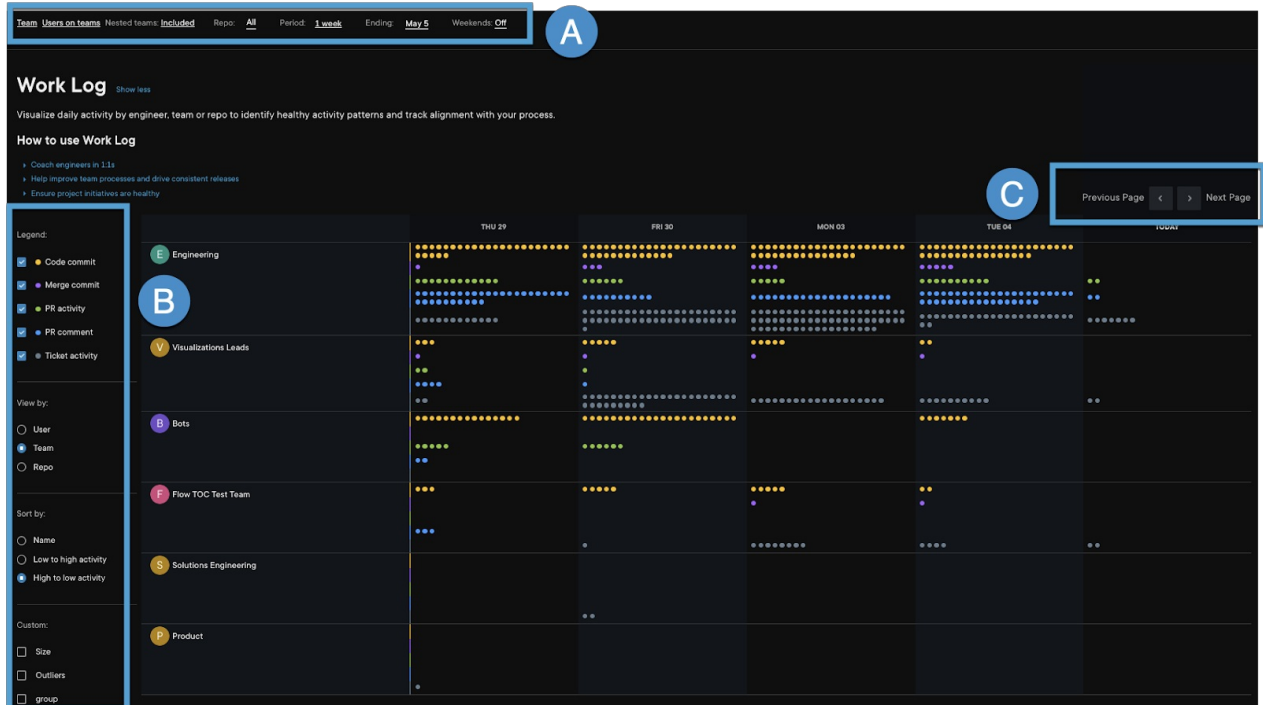 Team Users on teams Nested teams: Included Repo: All Period: 1 week Ending: May 5 Weekends: Off
A
Work Log Show less
Visualize daily activity by engineer, team or repo to identify healthy activity patterns and track alignment with your process.
How to use Work Log
Coach engineers in 1:1s
Help improve team processes and drive consistent releases
Ensure project initiatives are healthy
C
Previous Page < > Next Page
Legend:
Code commit
Merge commit
PR activity
PR comment
Ticket activity
B
View by:
User
Team
Repo
Sort by:
Name
Low to high activity
High to low activity
Custom:
Size
Outliers
group
THU 29 FRI 30 MON 03 TUE 04 TODAY
E Engineering
V Visualizations Leads
B Bots
F Flow TOC Test Team
S Solutions Engineering
P Product